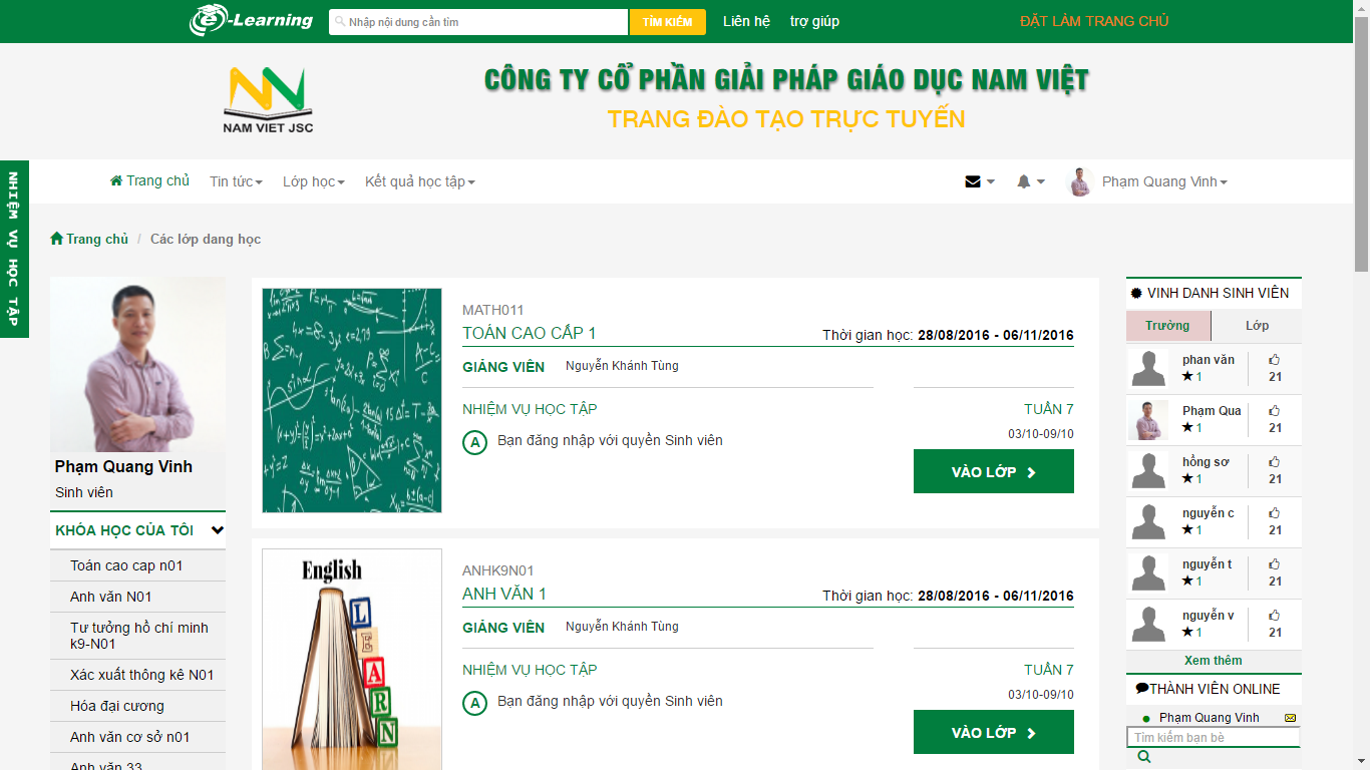 e-Learning
Nhập nội dung cần tìm
TÌM KIẾM
Liên hệ
trợ giúp
ĐẶT LÀM TRANG CHỦ
NAM VIET JSC
CÔNG TY CỔ PHẦN GIẢI PHÁP GIÁO DỤC NAM VIỆT
TRANG ĐÀO TẠO TRỰC TUYẾN
NHIỆM VỤ HỌC TẬP
Trang chủ
Tin tức
Lớp học
Kết quả học tập
Phạm Quang Vinh
Trang chủ / Các lớp dang học
Phạm Quang Vinh
Sinh viên
KHÓA HỌC CỦA TÔI
Toán cao cap n01
Anh văn N01
Tư tưởng hồ chí minh
k9-N01
Xác xuất thông kê N01
Hóa đại cương
Anh văn cơ sở n01
Anh văn 33
MATH011
TOÁN CAO CẤP 1
Thời gian học: 28/08/2016 - 06/11/2016
GIẢNG VIÊN
Nguyễn Khánh Tùng
NHIỆM VỤ HỌC TẬP
TUẦN 7
03/10-09/10
A Bạn đăng nhập với quyền Sinh viên
VÀO LỚP
English
LEARN
ANHK9N01
ANH VĂN 1
Thời gian học: 28/08/2016 - 06/11/2016
GIẢNG VIÊN
Nguyễn Khánh Tùng
NHIỆM VỤ HỌC TẬP
TUẦN 7
03/10-09/10
A Bạn đăng nhập với quyền Sinh viên
VÀO LỚP
VINH DANH SINH VIÊN
Trường
Lớp
phan văn
1
21
Phạm Qua
1
21
hồng sơ
1
21
nguyễn c
1
21
nguyễn t
1
21
nguyễn v
1
21
Xem thêm
THÀNH VIÊN ONLINE
Phạm Quang Vinh
Tìm kiếm bạn bè